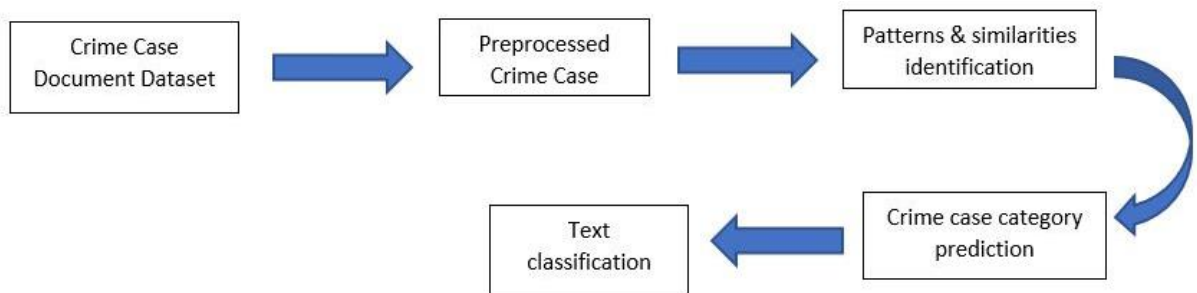 Crime Case
Document Dataset
Preprocessed
Crime Case
Patterns & similarities
identification
Crime case category
prediction
Text
classification